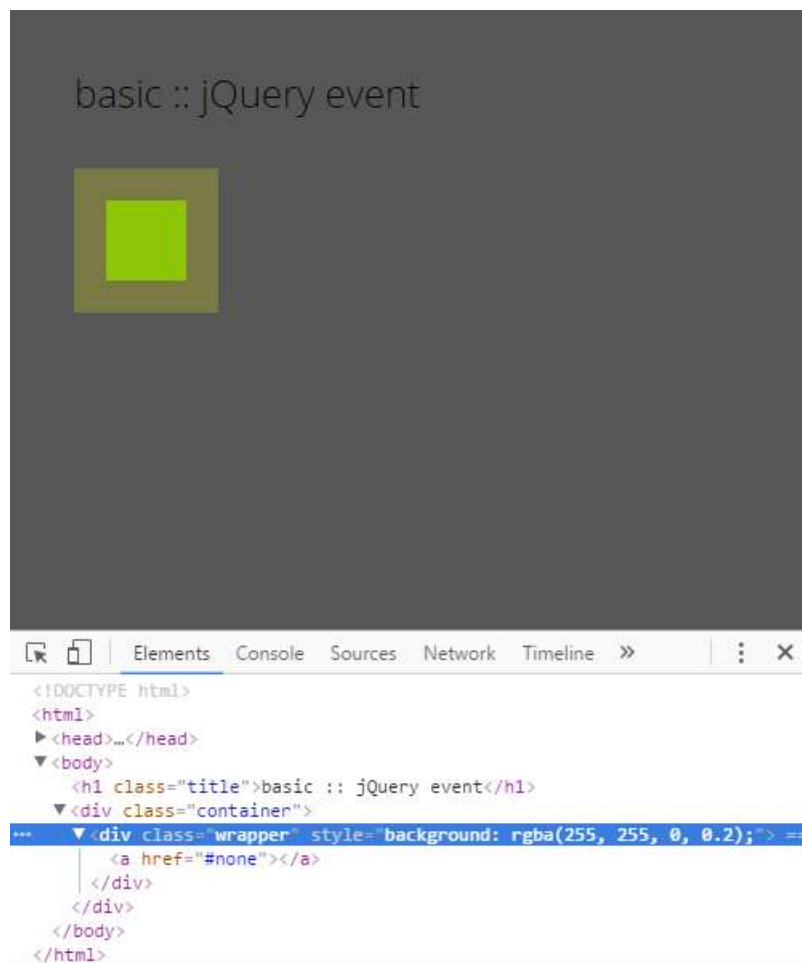 basic :: jQuery event
Elements Console Sources Network Timeline »
<!DOCTYPE html>
<html>
▶<head>…</head>
▼<body>
<h1 class="title">basic :: jQuery event</h1>
▼<div class="container">
••• ▼<div class="wrapper" style="background: rgba(255, 255, 0, 0.2);"> ==
<a href="#none"></a>
</div>
</div>
</body>
</html>